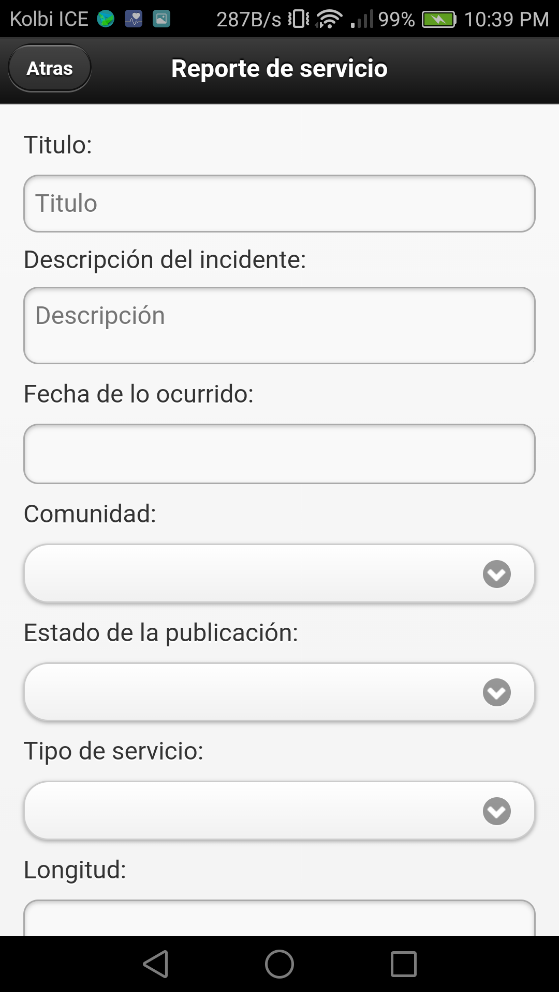 Kolbi ICE 287B/s 99% 10:39 PM
Atras Reporte de servicio
Titulo:
Titulo
Descripción del incidente:
Descripción
Fecha de lo ocurrido:
Comunidad:
Estado de la publicación:
Tipo de servicio:
Longitud: